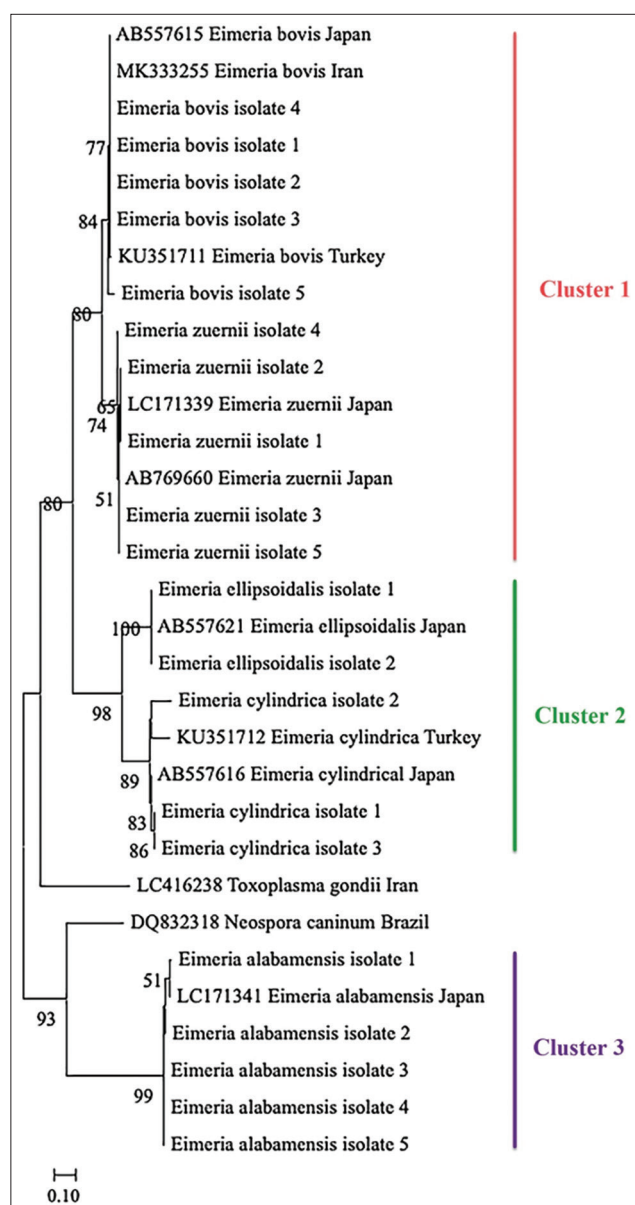 AB557615 Eimeria bovis Japan
MK333255 Eimeria bovis Iran
Eimeria bovis isolate 4
77
Eimeria bovis isolate 1
Eimeria bovis isolate 2
84
Eimeria bovis isolate 3
KU351711 Eimeria bovis Turkey
Eimeria bovis isolate 5
Cluster 1
80
Eimeria zuernii isolate 4
Eimeria zuernii isolate 2
65
LC171339 Eimeria zuernii Japan
74
Eimeria zuernii isolate 1
AB769660 Eimeria zuernii Japan
51
80
Eimeria zuernii isolate 3
Eimeria zuernii isolate 5
Eimeria ellipsoidalis isolate 1
100
AB557621 Eimeria ellipsoidalis Japan
Eimeria ellipsoidalis isolate 2
Eimeria cylindrica isolate 2
98
Cluster 2
KU351712 Eimeria cylindrica Turkey
AB557616 Eimeria cylindrical Japan
89
Eimeria cylindrica isolate 1
83
Eimeria cylindrica isolate 3
86
LC416238 Toxoplasma gondii Iran
DQ832318 Neospora caninum Brazil
Eimeria alabamensis isolate 1
51
LC171341 Eimeria alabamensis Japan
93
Eimeria alabamensis isolate 2
Cluster 3
Eimeria alabamensis isolate 3
99
Eimeria alabamensis isolate 4
Eimeria alabamensis isolate 5
0.10